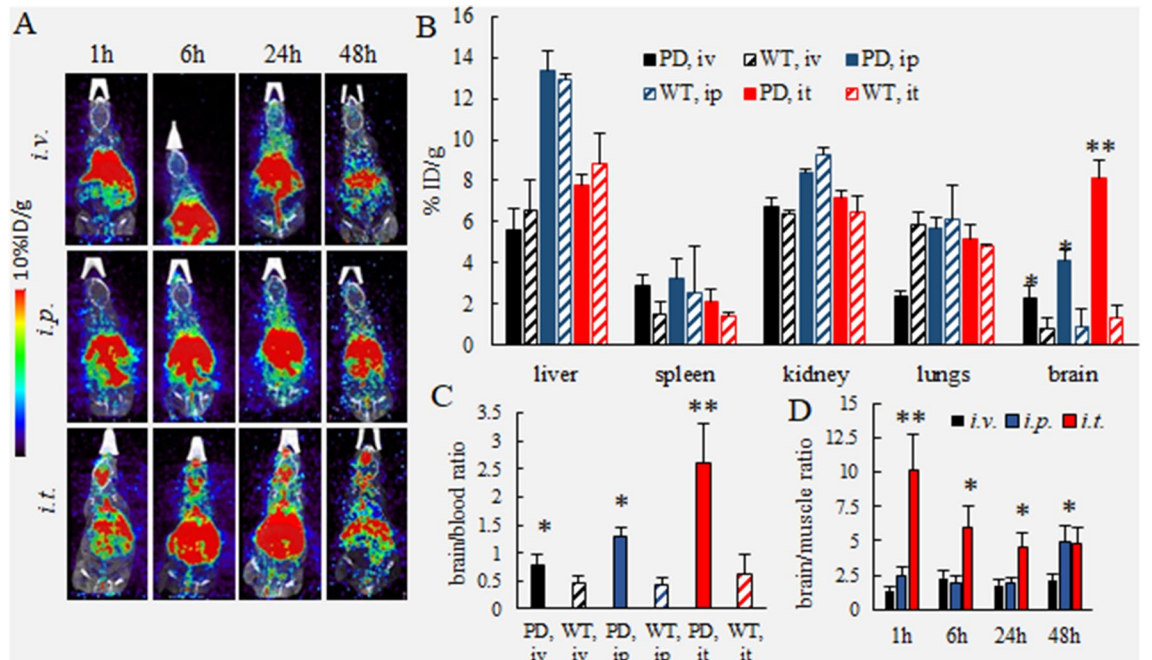 A
1h 6h 24h 48h
i.v.
i.p.
i.t.
10%ID/g
B
16
14
12
10
8
6
4
2
0
% ID/g
PD, iv WT, iv PD, ip
WT, ip PD, it WT, it
* * **
liver spleen kidney lungs brain
C
3.5
3
2.5
2
1.5
1
0.5
0
brain/blood ratio
* * **
PD, WT, PD, WT, PD, WT,
iv iv ip ip it it
D
15
12.5
10
7.5
5
2.5
0
brain/muscle ratio
i.v. i.p. i.t.
** * * *
1h 6h 24h 48h